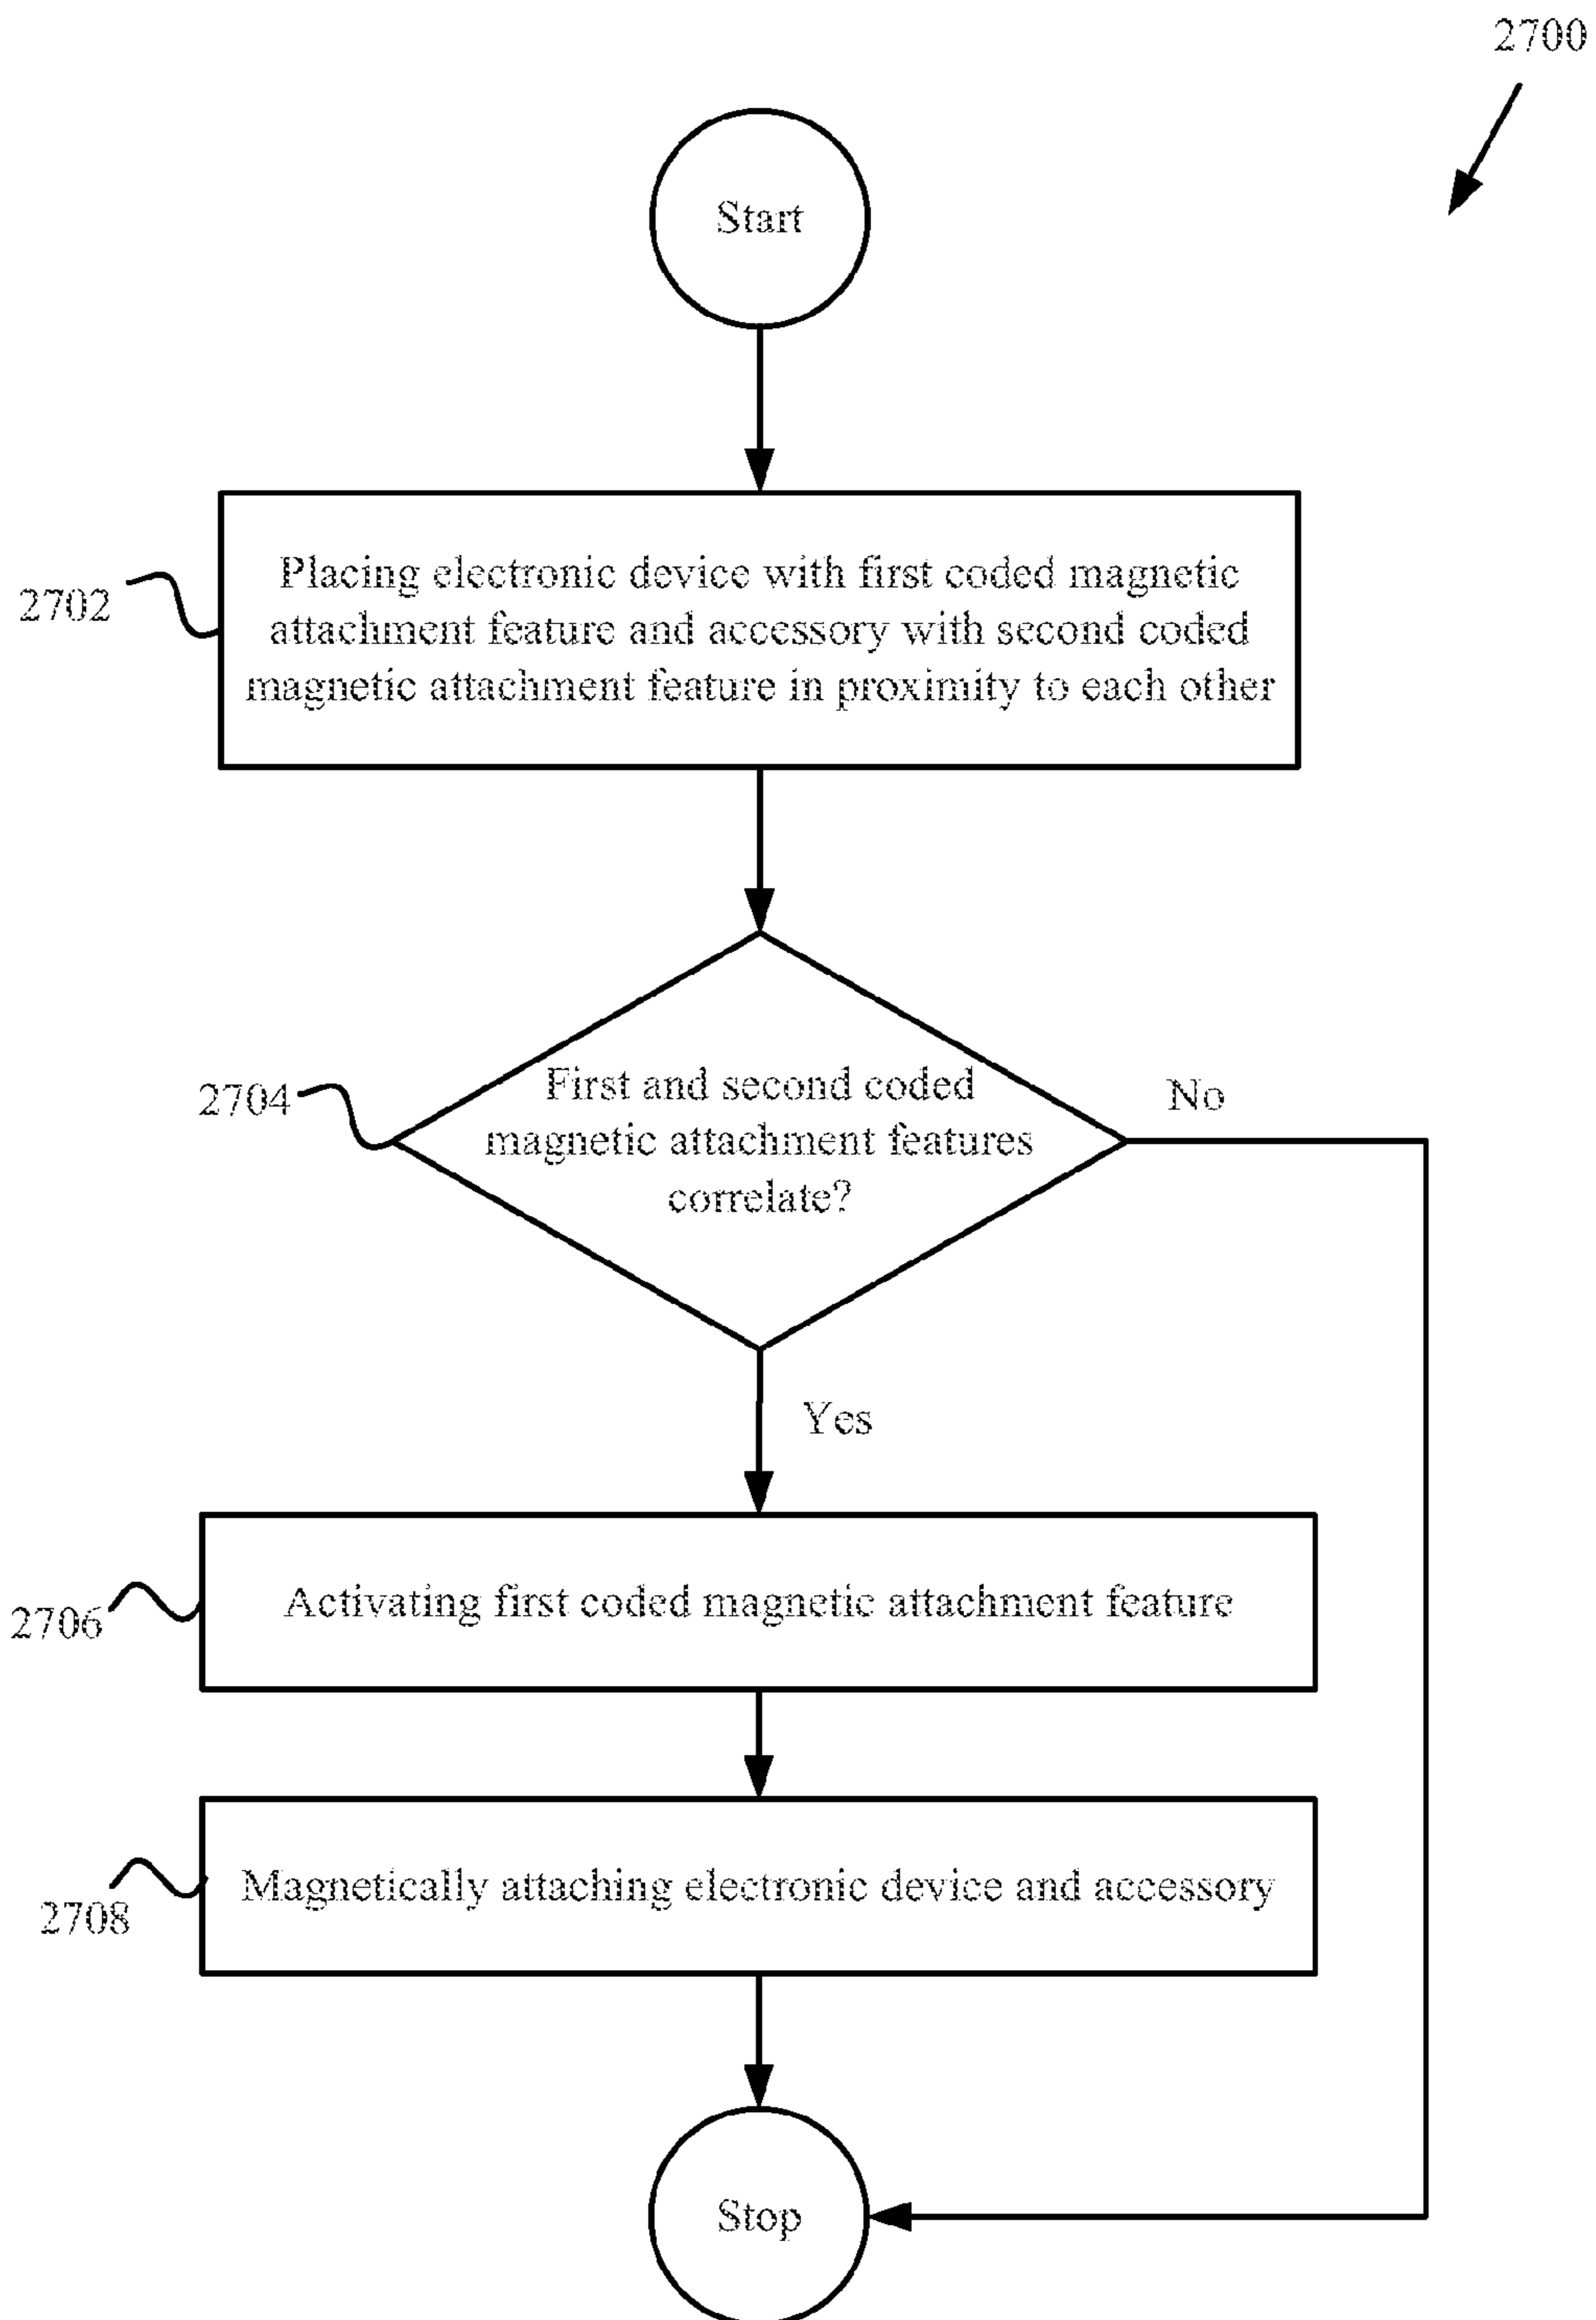 2700
Start
2702
Placing electronic device with first coded magnetic
attachment feature and accessory with second coded
magnetic attachment feature in proximity to each other
2704
First and second coded
magnetic attachment features
correlate?
No
Yes
2706
Activating first coded magnetic attachment feature
2708
Magnetically attaching electronic device and accessory
Stop